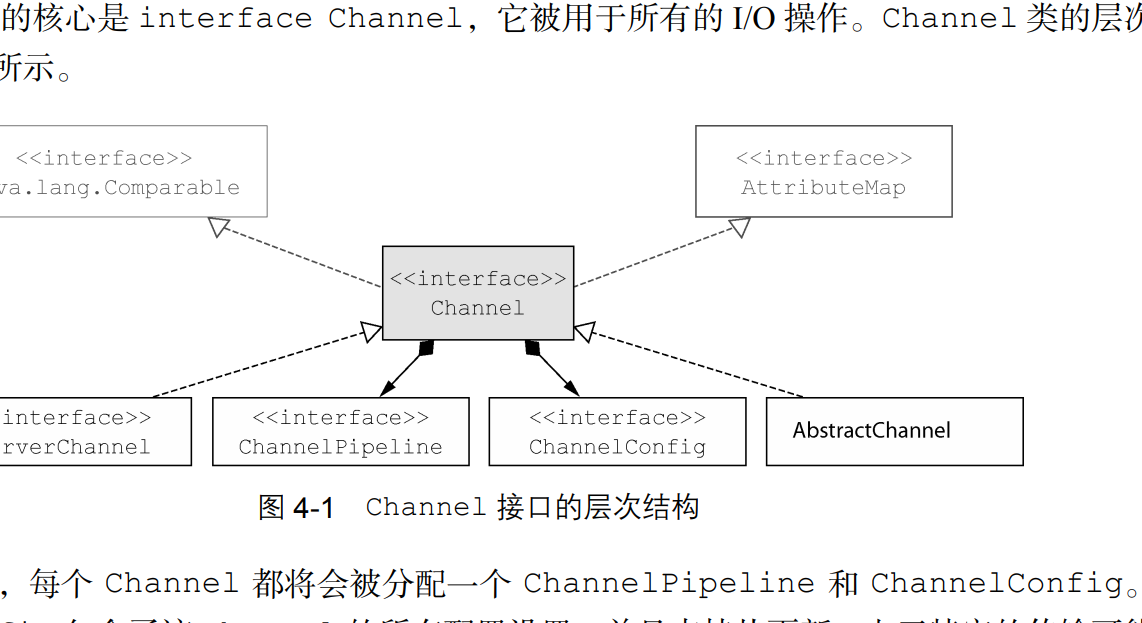 的核心是 interface Channel，它被用于所有的 I/O 操作。Channel 类的层次
所示。
<<interface>>
va.lang.Comparable
<<interface>>
AttributeMap
<<interface>>
Channel
interface>>
rverChannel
<<interface>>
ChannelPipeline
<<interface>>
ChannelConfig
AbstractChannel
图 4-1 Channel 接口的层次结构
，每个 Channel 都将会被分配一个 ChannelPipeline 和 ChannelConfig。